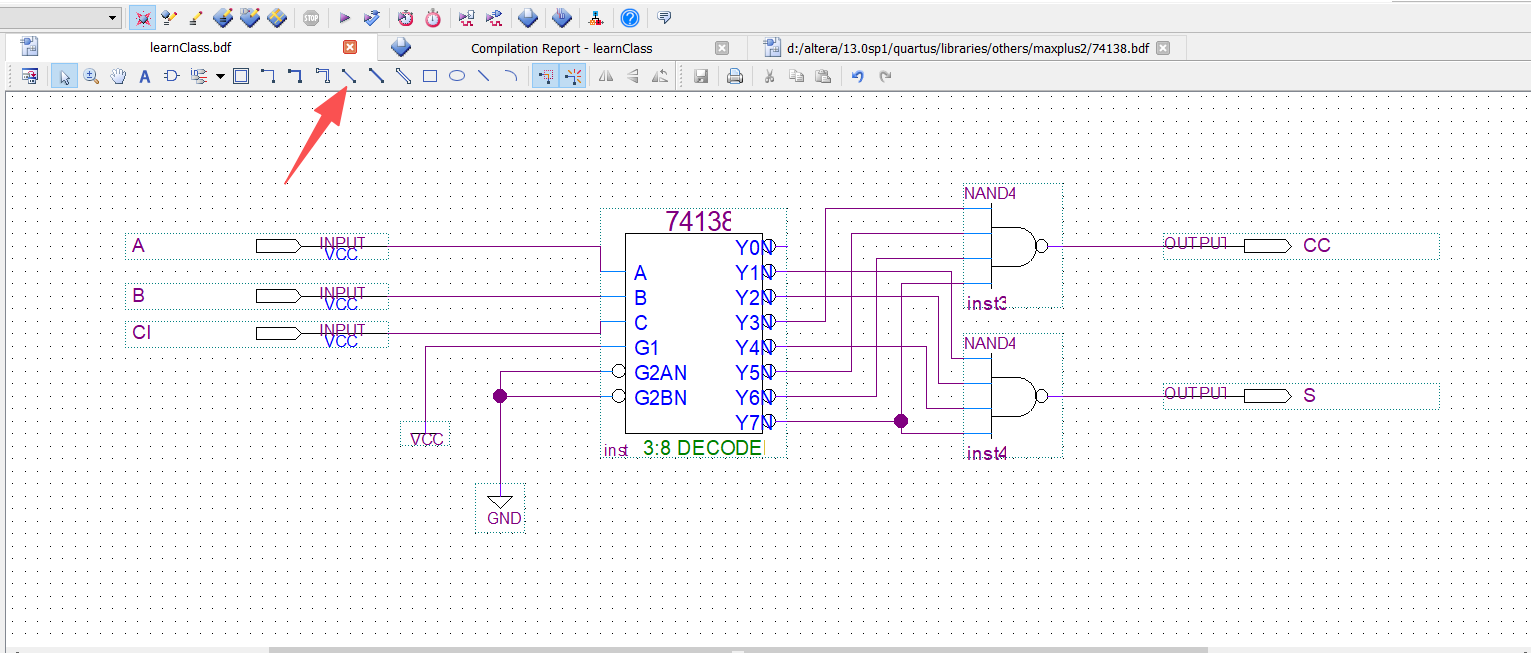 STOP
learnClass.bdf
Compilation Report - learnClass
d:/altera/13.0sp1/quartus/libraries/others/maxplus2/74138.bdf
A
NAND4
74138
A INPUT
VCC
Y0N
OUTPUT CC
A
Y1N
B INPUT
VCC
B
Y2N
inst3
CI INPUT
VCC
C
Y3N
G1
Y4N
NAND4
G2AN
Y5N
G2BN
Y6N
OUTPUT S
Y7N
VCC
inst
3:8 DECODE
inst4
GND